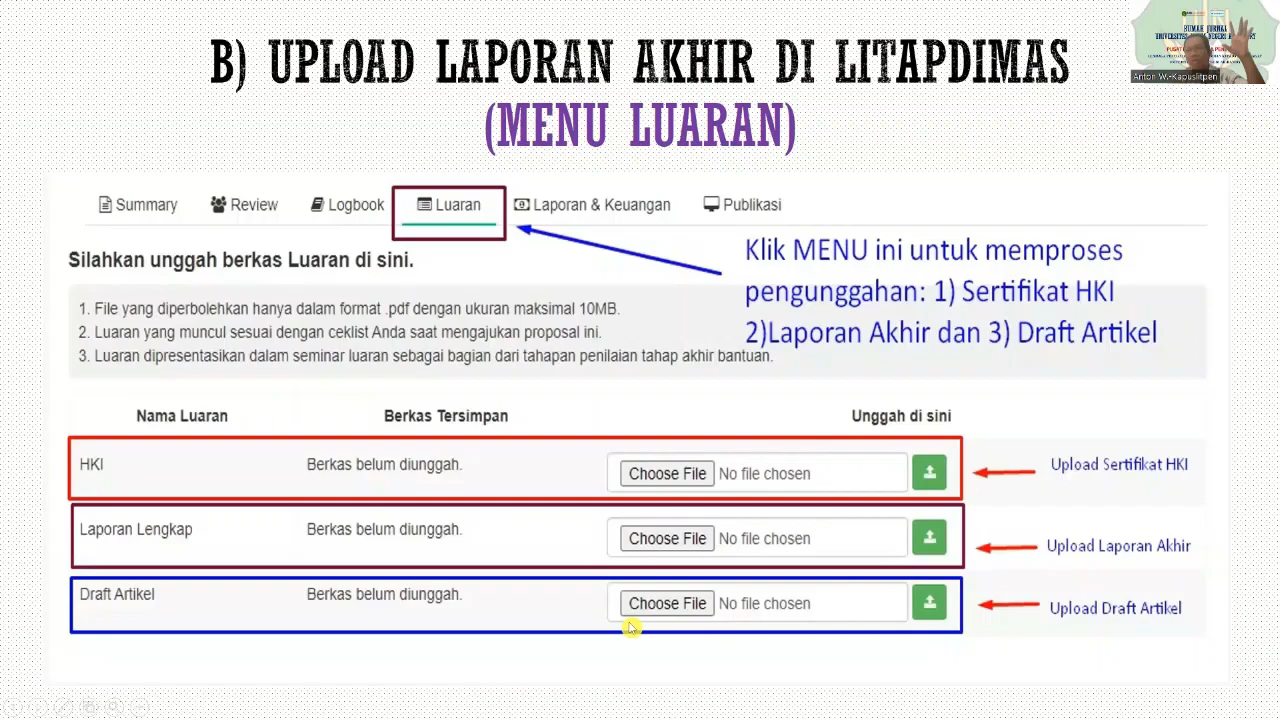 B) UPLOAD LAPORAN AKHIR DI LITAPDIMAS
(MENU LUARAN)
RUMAH JURNAL
Anton W.-Kapuslitpen
Summary
Review
Logbook
Luaran
Laporan & Keuangan
Publikasi
Silahkan unggah berkas Luaran di sini.
Klik MENU ini untuk memproses
pengunggahan: 1) Sertifikat HKI
2)Laporan Akhir dan 3) Draft Artikel
1. File yang diperbolehkan hanya dalam format .pdf dengan ukuran maksimal 10MB.
2. Luaran yang muncul sesuai dengan ceklist Anda saat mengajukan proposal ini.
3. Luaran dipresentasikan dalam seminar luaran sebagai bagian dari tahapan penilaian tahap akhir bantuan.
Nama Luaran Berkas Tersimpan Unggah di sini
HKI Berkas belum diunggah. Choose File No file chosen Upload Sertifikat HKI
Laporan Lengkap Berkas belum diunggah. Choose File No file chosen Upload Laporan Akhir
Draft Artikel Berkas belum diunggah. Choose File No file chosen Upload Draft Artikel